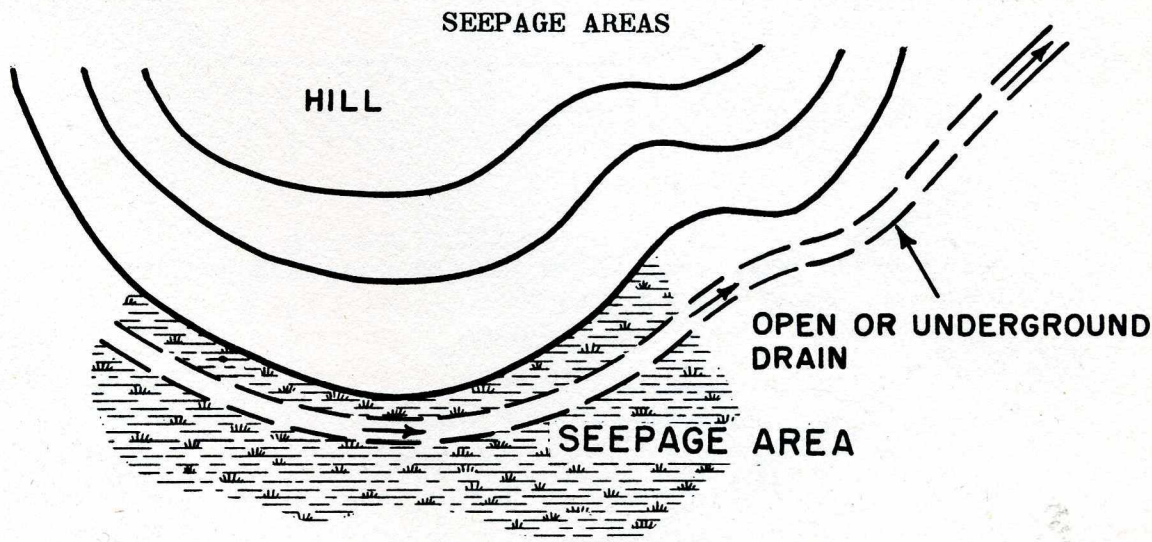 SEEPAGE AREAS
HILL
OPEN OR UNDERGROUND
DRAIN
SEEPAGE AREA